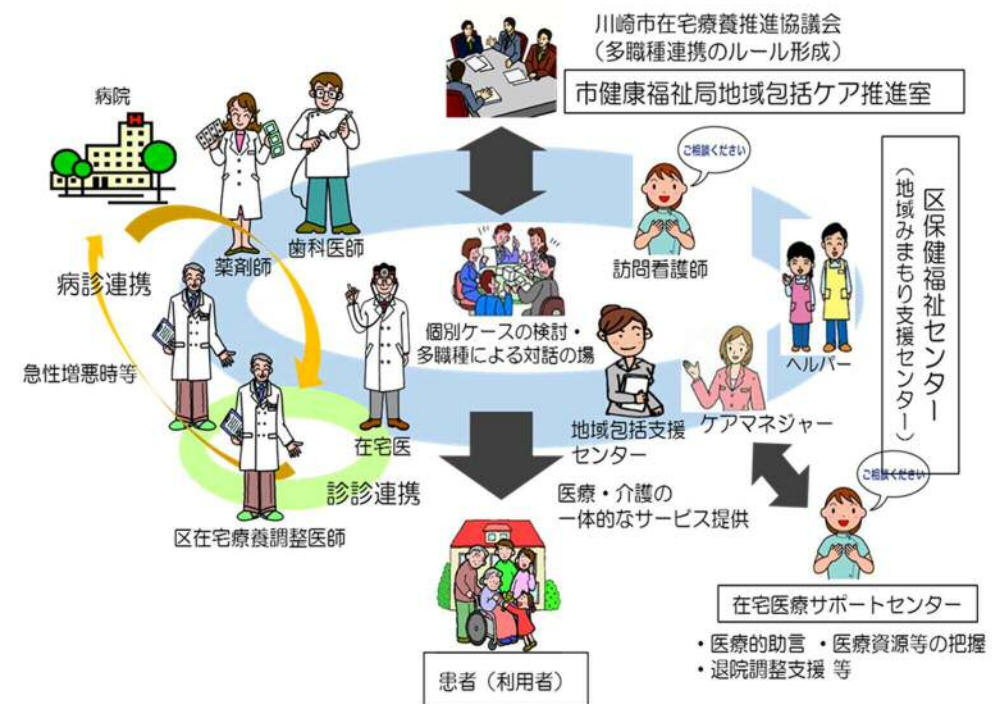 川崎市在宅療養推進協議会
（多職種連携のルール形成）
市健康福祉局地域包括ケア推進室
病院
H
ご相談ください
薬剤師
歯科医師
訪問看護師
区保健福祉センター
（地域みまもり支援センター）
病診連携
個別ケースの検討・
多職種による対話の場
ヘルパー
急性増悪時等
在宅医
地域包括支援
センター
ケアマネジャー
診診連携
区在宅療養調整医師
医療・介護の
一体的なサービス提供
ご相談ください
在宅医療サポートセンター
・医療的助言 ・医療資源等の把握
・退院調整支援 等
患者（利用者）